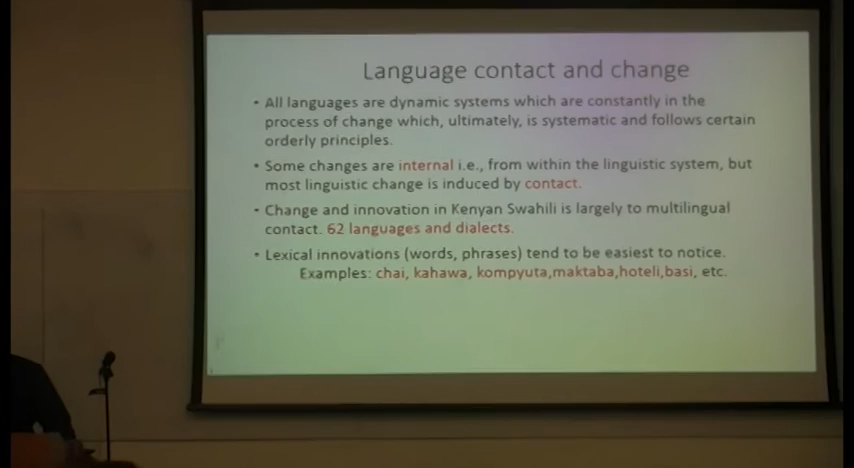 Language contact and change
• All languages are dynamic systems which are constantly in the
process of change which, ultimately, is systematic and follows certain
orderly principles.
• Some changes are internal i.e., from within the linguistic system, but
most linguistic change is induced by contact.
• Change and innovation in Kenyan Swahili is largely to multilingual
contact. 62 languages and dialects.
• Lexical innovations (words, phrases) tend to be easiest to notice.
Examples: chai, kahawa, kompyuta,maktaba,hoteli,basi, etc.